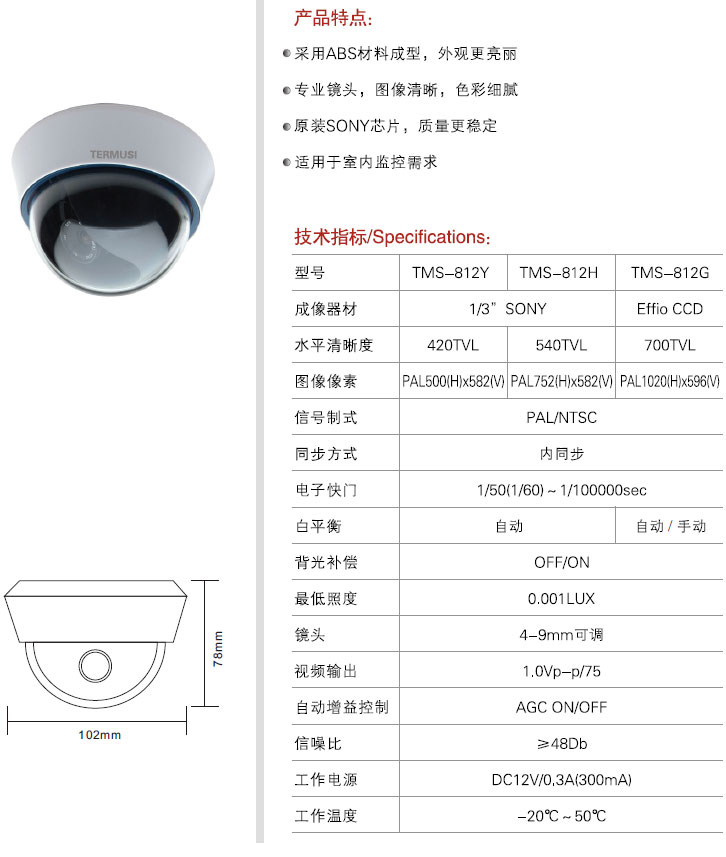 TERMUSI
78mm
102mm
产品特点:
采用ABS材料成型，外观更亮丽
专业镜头，图像清晰，色彩细腻
原装SONY芯片，质量更稳定
适用于室内监控需求
技术指标/Specifications:
型号 TMS-812Y TMS-812H TMS-812G
成像器材 1/3” SONY Effio CCD
水平清晰度 420TVL 540TVL 700TVL
图像像素 PAL500(H)x582(V) PAL752(H)x582(V) PAL1020(H)x596(V)
信号制式 PAL/NTSC
同步方式 内同步
电子快门 1/50(1/60)~1/100000sec
白平衡 自动 自动/手动
背光补偿 OFF/ON
最低照度 0.001LUX
镜头 4-9mm可调
视频输出 1.0Vp-p/75
自动增益控制 AGC ON/OFF
信噪比 ≥48Db
工作电源 DC12V/0.3A(300mA)
工作温度 -20℃~50℃